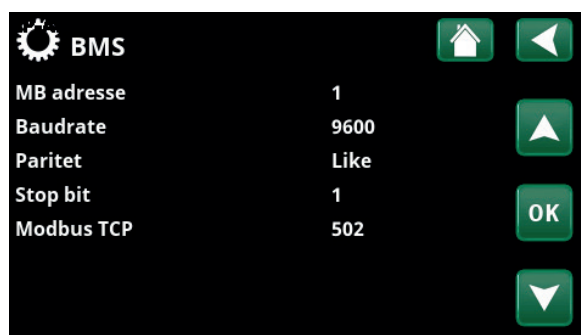 BMS
MB adresse 1
Baudrate 9600
Paritet Like
Stop bit 1
Modbus TCP 502
OK